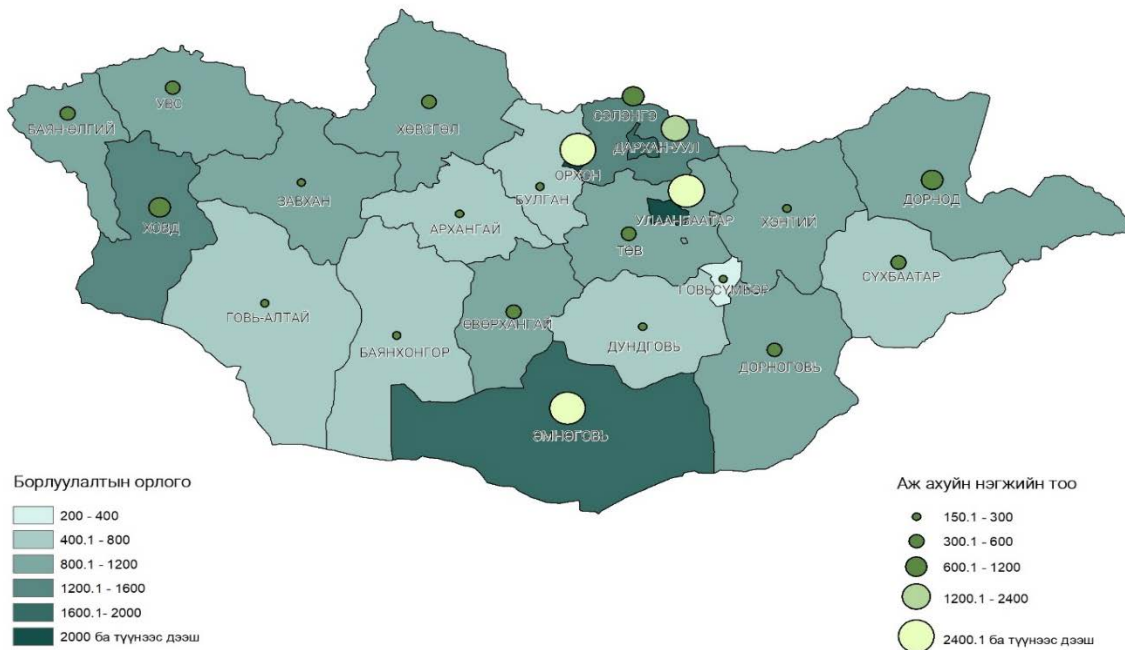 УВС
БАЯН-ӨЛГИЙ
ХӨВСГӨЛ
СЭЛЭНГЭ
ДАРХАН-УУЛ
ОРХОН
ЗАВХАН
БУЛГАН
ДОРНОД
ХОВД
АРХАНГАЙ
УЛААНБААТАР
ХЭНТИЙ
ТӨВ
СҮХБААТАР
ГОВЬСҮМБЭР
ГОВЬ-АЛТАЙ
ӨВӨРХАНГАЙ
БАЯНХОНГОР
ДУНДГОВЬ
ДОРНОГОВЬ
ӨМНӨГОВЬ
Борлуулалтын орлого
200 - 400
400.1 - 800
800.1 - 1200
1200.1 - 1600
1600.1- 2000
2000 ба түүнээс дээш
Аж ахуйн нэгжийн тоо
150.1 - 300
300.1 - 600
600.1 - 1200
1200.1 - 2400
2400.1 ба түүнээс дээш